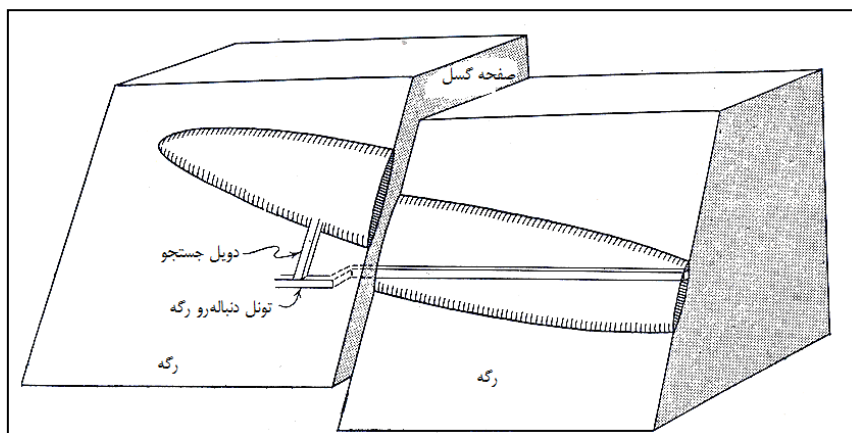 صفحه گسل
دویل جستجو
تونل دنباله‌رو رگه
رگه
رگه